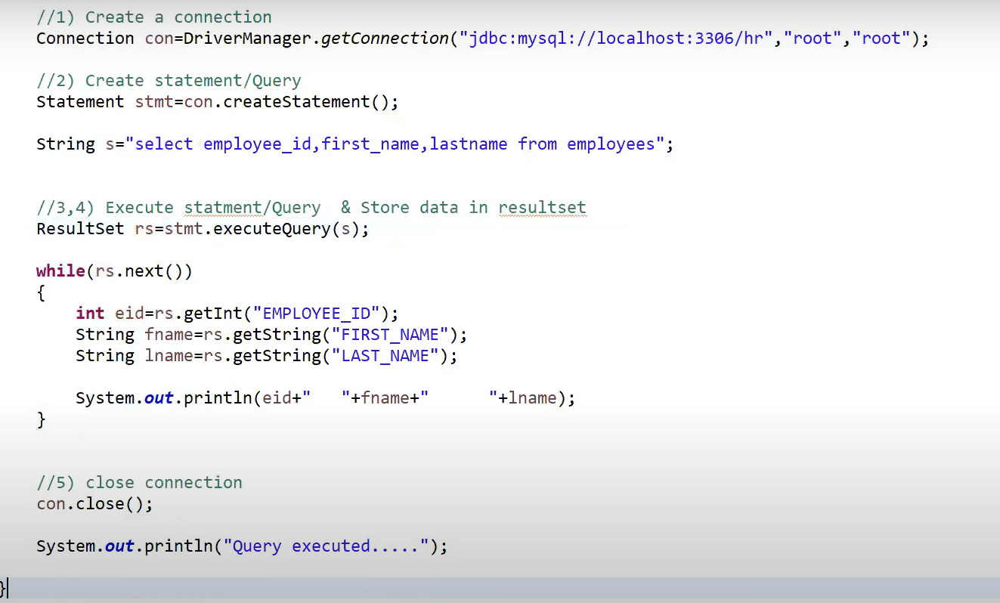 //1) Create a connection
Connection con=DriverManager.getConnection("jdbc:mysql://localhost:3306/hr","root","root");
//2) Create statement/Query
Statement stmt=con.createStatement();
String s="select employee_id,first_name,lastname from employees";
//3,4) Execute statment/Query  & Store data in resultset
ResultSet rs=stmt.executeQuery(s);
while(rs.next())
{
    int eid=rs.getInt("EMPLOYEE_ID");
    String fname=rs.getString("FIRST_NAME");
    String lname=rs.getString("LAST_NAME");
    System.out.println(eid+"   "+fname+"      "+lname);
}
//5) close connection
con.close();
System.out.println("Query executed.....");
}